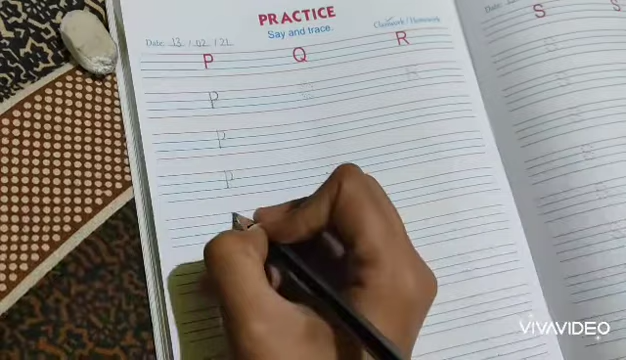 PRACTICE
Say and trace.
Classwork / Homework
Date: 13 / 02 / 21
P Q R
P
P
P
S S
S
S
S
S
S
S
VIVAVIDEO